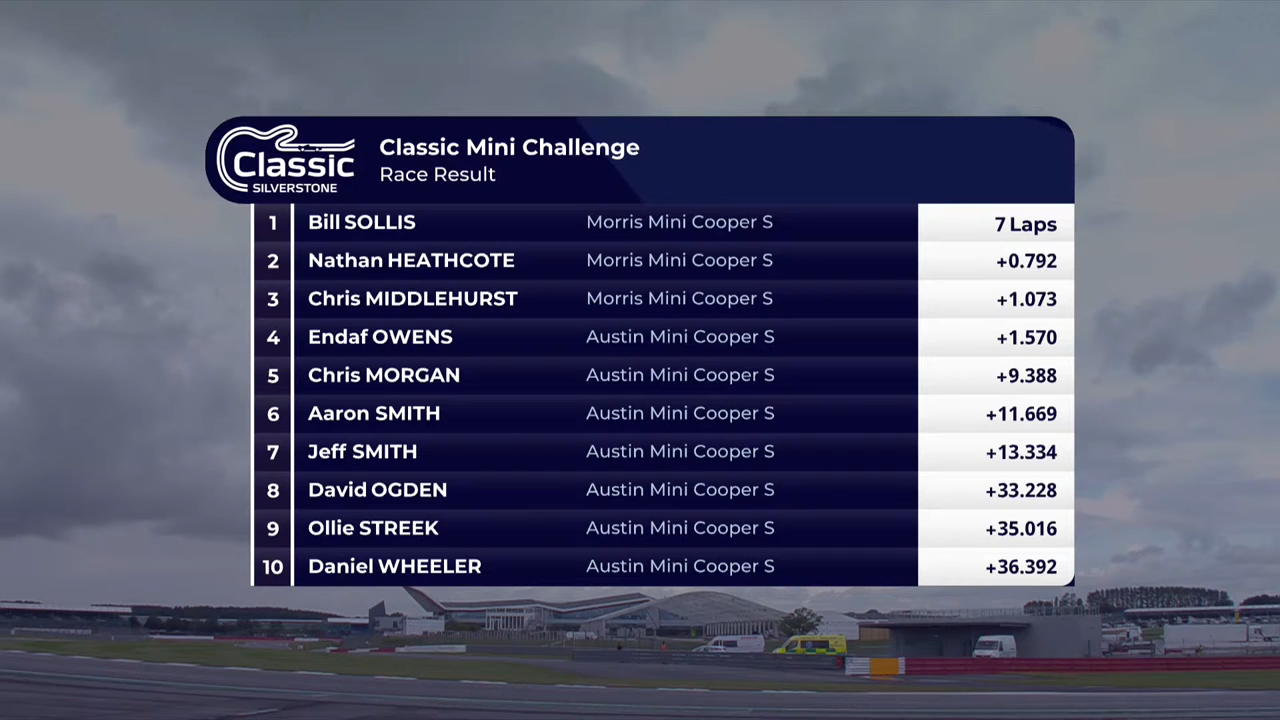 Classic
SILVERSTONE
Classic Mini Challenge
Race Result
1 Bill SOLLIS Morris Mini Cooper S 7 Laps
2 Nathan HEATHCOTE Morris Mini Cooper S +0.792
3 Chris MIDDLEHURST Morris Mini Cooper S +1.073
4 Endaf OWENS Austin Mini Cooper S +1.570
5 Chris MORGAN Austin Mini Cooper S +9.388
6 Aaron SMITH Austin Mini Cooper S +11.669
7 Jeff SMITH Austin Mini Cooper S +13.334
8 David OGDEN Austin Mini Cooper S +33.228
9 Ollie STREEK Austin Mini Cooper S +35.016
10 Daniel WHEELER Austin Mini Cooper S +36.392